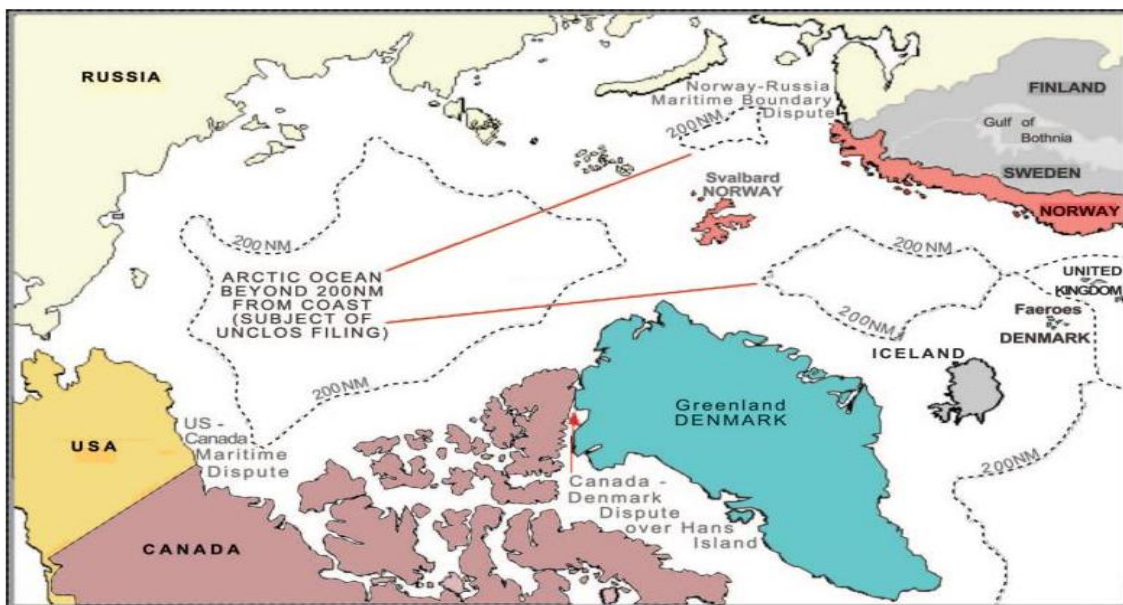 RUSSIA
Norway-Russia
Maritime Boundary
Dispute
200NM
FINLAND
Gulf of
Bothnia
SWEDEN
NORWAY
Svalbard
NORWAY
200NM
ARCTIC OCEAN
BEYOND 200NM
FROM COAST
(SUBJECT OF
UNCLOS FILING)
200NM
200 NM
UNITED
KINGDOM
Faeroes
DENMARK
200NM
ICELAND
Greenland
DENMARK
USA
US -
Canada
Maritime
Dispute
200NM
Canada -
Denmark
Dispute
over Hans
Island
CANADA